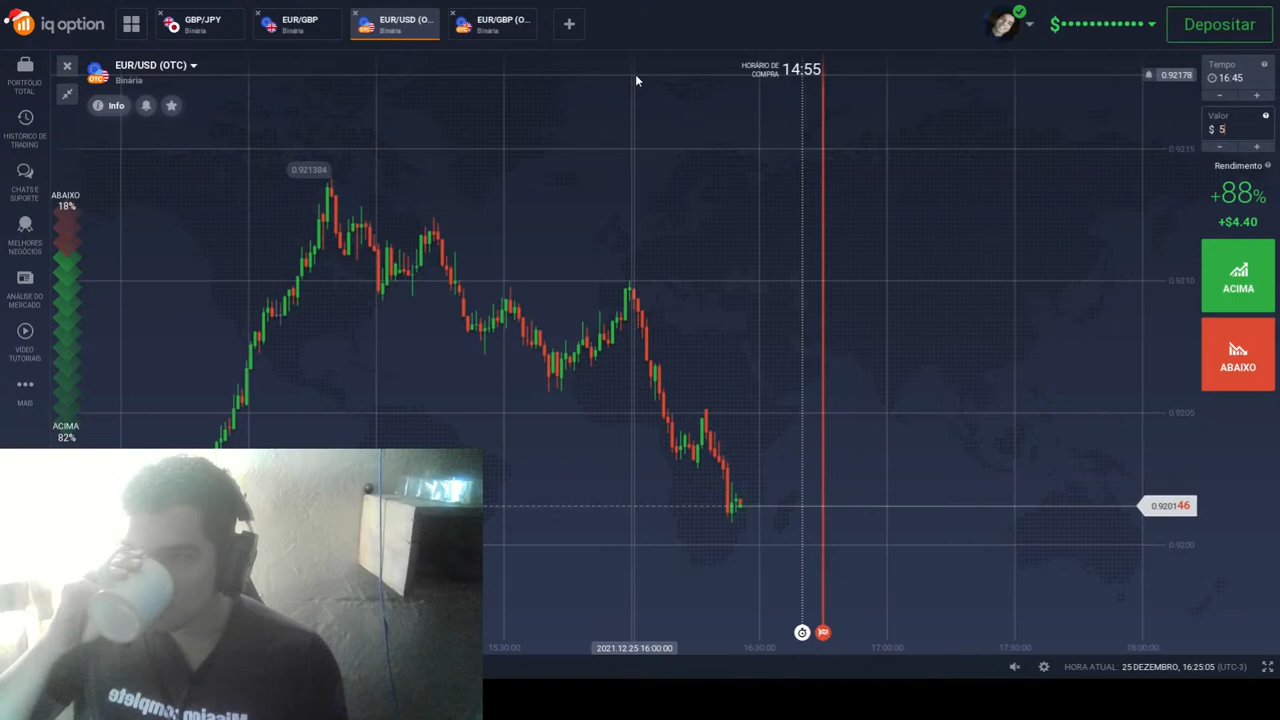 iq option
GBP/JPY
Binária
EUR/GBP
Binária
EUR/USD (O...
Binária
EUR/GBP (O...
Binária
Depositar
PORTFÓLIO
TOTAL
HISTÓRICO DE
TRADING
CHATS E
SUPORTE
MELHORES
NEGÓCIOS
ANÁLISE DO
MERCADO
VÍDEO
TUTORIAIS
MAIS
EUR/USD (OTC)
Binária
Info
ABAIXO
18%
ACIMA
82%
0.921384
HORÁRIO DE
COMPRA
14:55
0.92178
0.9215
0.9210
0.9205
0.920146
0.9200
Tempo
16:45
Valor
$ 5
Rendimento
+88%
+$4.40
ACIMA
ABAIXO
15:30:00
2021.12.25 16:00:00
16:30:00
17:00:00
17:30:00
18:00:00
HORA ATUAL: 25 DEZEMBRO, 16:25:05 (UTC-3)
Mission complete